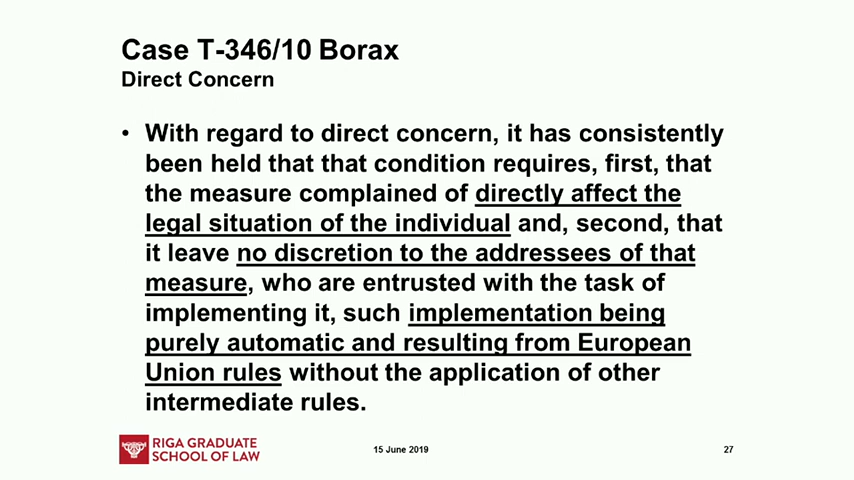 Case T-346/10 Borax
Direct Concern
• With regard to direct concern, it has consistently
been held that that condition requires, first, that
the measure complained of directly affect the
legal situation of the individual and, second, that
it leave no discretion to the addressees of that
measure, who are entrusted with the task of
implementing it, such implementation being
purely automatic and resulting from European
Union rules without the application of other
intermediate rules.
RIGA GRADUATE
SCHOOL OF LAW
15 June 2019
27